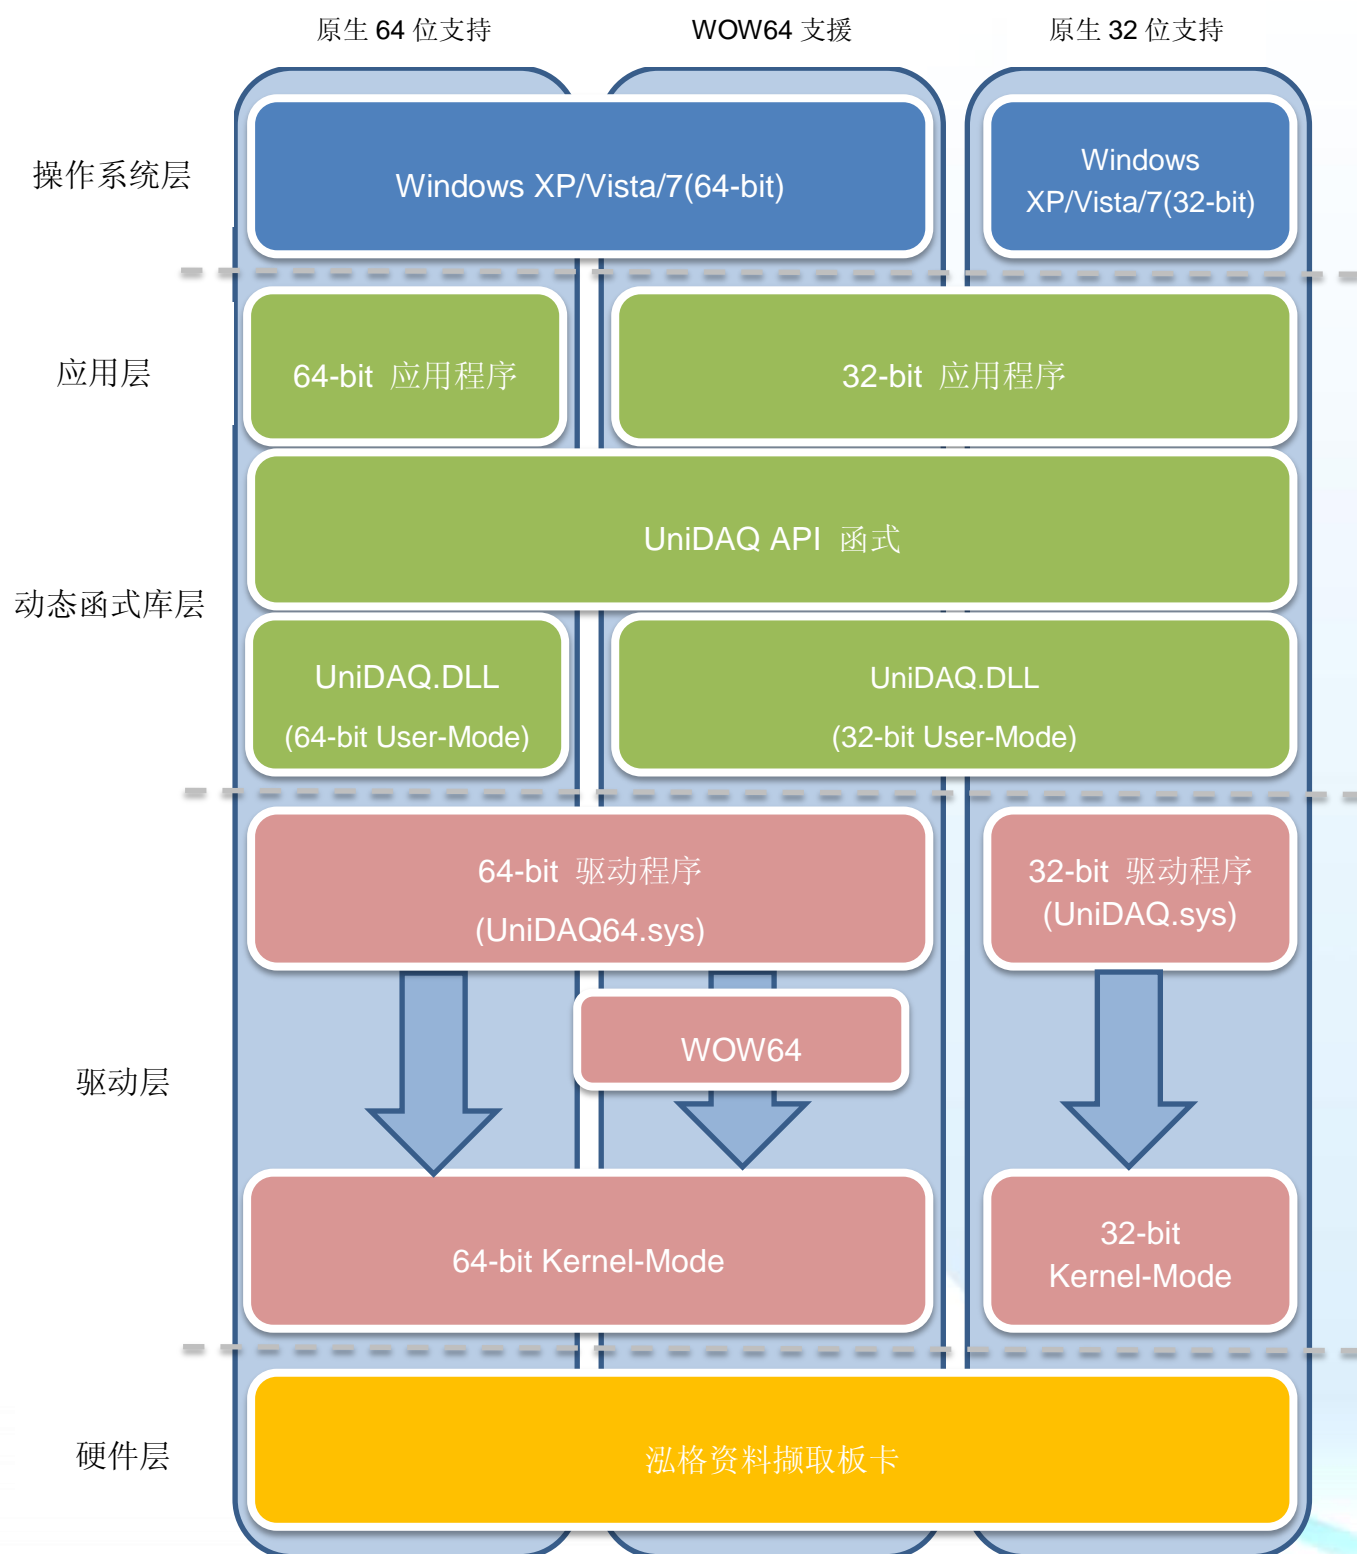 原生 64 位支持
WOW64 支援
原生 32 位支持
操作系统层
Windows XP/Vista/7(64-bit)
Windows
XP/Vista/7(32-bit)
应用层
64-bit 应用程序
32-bit 应用程序
动态函式库层
UniDAQ API 函式
UniDAQ.DLL
(64-bit User-Mode)
UniDAQ.DLL
(32-bit User-Mode)
驱动层
64-bit 驱动程序
(UniDAQ64.sys)
32-bit 驱动程序
(UniDAQ.sys)
WOW64
64-bit Kernel-Mode
32-bit
Kernel-Mode
硬件层
泓格资料撷取板卡